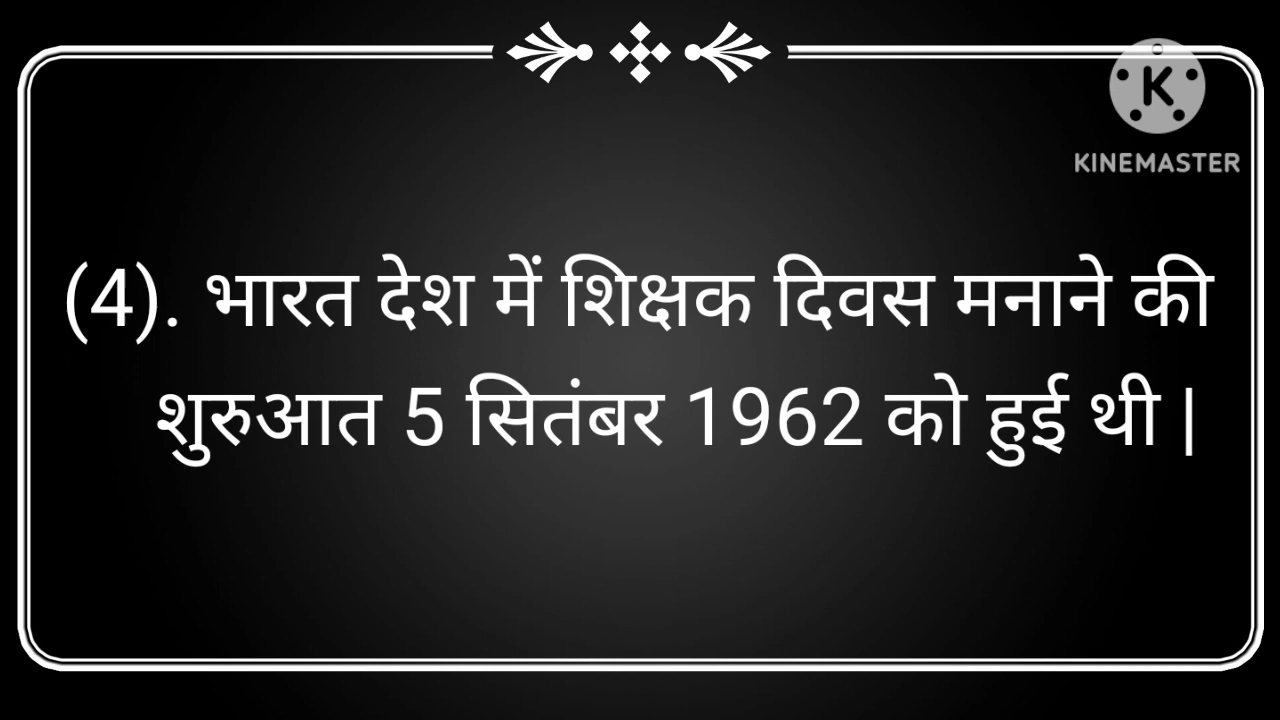 K
KINEMASTER
(4). भारत देश में शिक्षक दिवस मनाने की
शुरुआत 5 सितंबर 1962 को हुई थी |